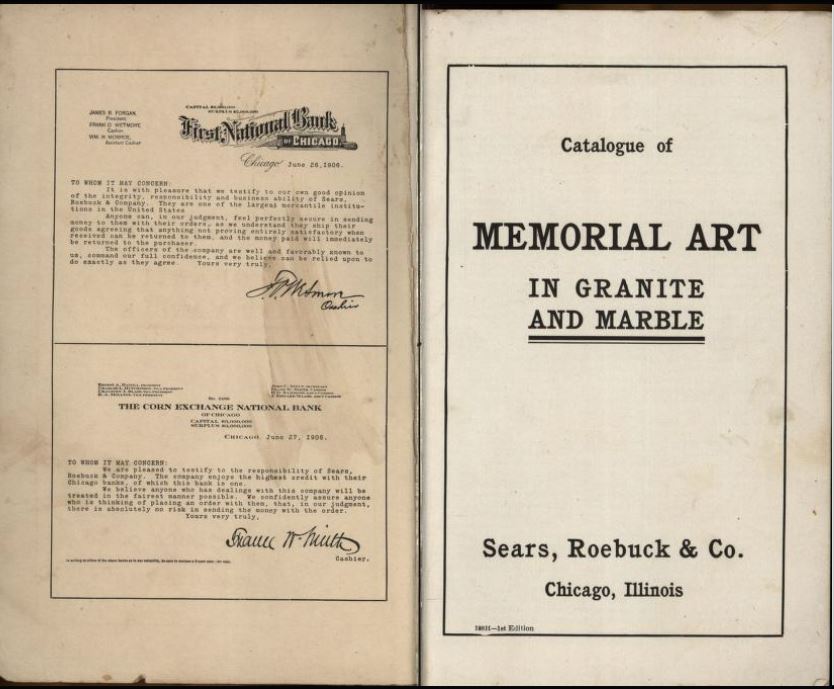 JAMES B. FORGAN,
President
FRANK O. WETMORE
Cashier
Assistant Cashier
CAPITAL
SURPLUS
First National Bank
OF CHICAGO.
Chicago June 26,1906.
TO WHOM IT MAY CONCERN:
It is with pleasure that we testify to our own good opinion
of the integrity, responsibility and business ability of Sears,
Roebuck & Company. They are one of the largest mercantile institu-
tions in the United States
Anyone can, in our judgment, feel perfectly secure in sending
money to them with their orders, as we understand they ship their
goods agreeing that anything not proving entirely satisfactory when
received can be returned to them, and the money paid will immediately
be returned to the purchaser.
The officers of the company are well and favorably known to
us, command our full confidence, and we believe can be relied upon to
do exactly as they agree. Yours very truly,
Cashier
THE CORN EXCHANGE NATIONAL BANK
OF CHICAGO
CAPITAL
SURPLUS
CHICAGO, June 27, 1906.
TO WHOM IT MAY CONCERN:
We are pleased to testify to the responsibility of Sears,
Roebuck & Company. The company enjoys the highest credit with their
Chicago banks, of which this bank is one.
We believe anyone who has dealings with this company will be
treated in the fairest manner possible. We confidently assure anyone
who is thinking of placing an order with them, that, in our judgment,
there is absolutely no risk in sending the money with the order.
Yours very truly,
Frank W. Smith
Cashier.
Catalogue of
MEMORIAL ART
IN GRANITE
AND MARBLE
Sears, Roebuck & Co.
Chicago, Illinois
—1st Edition